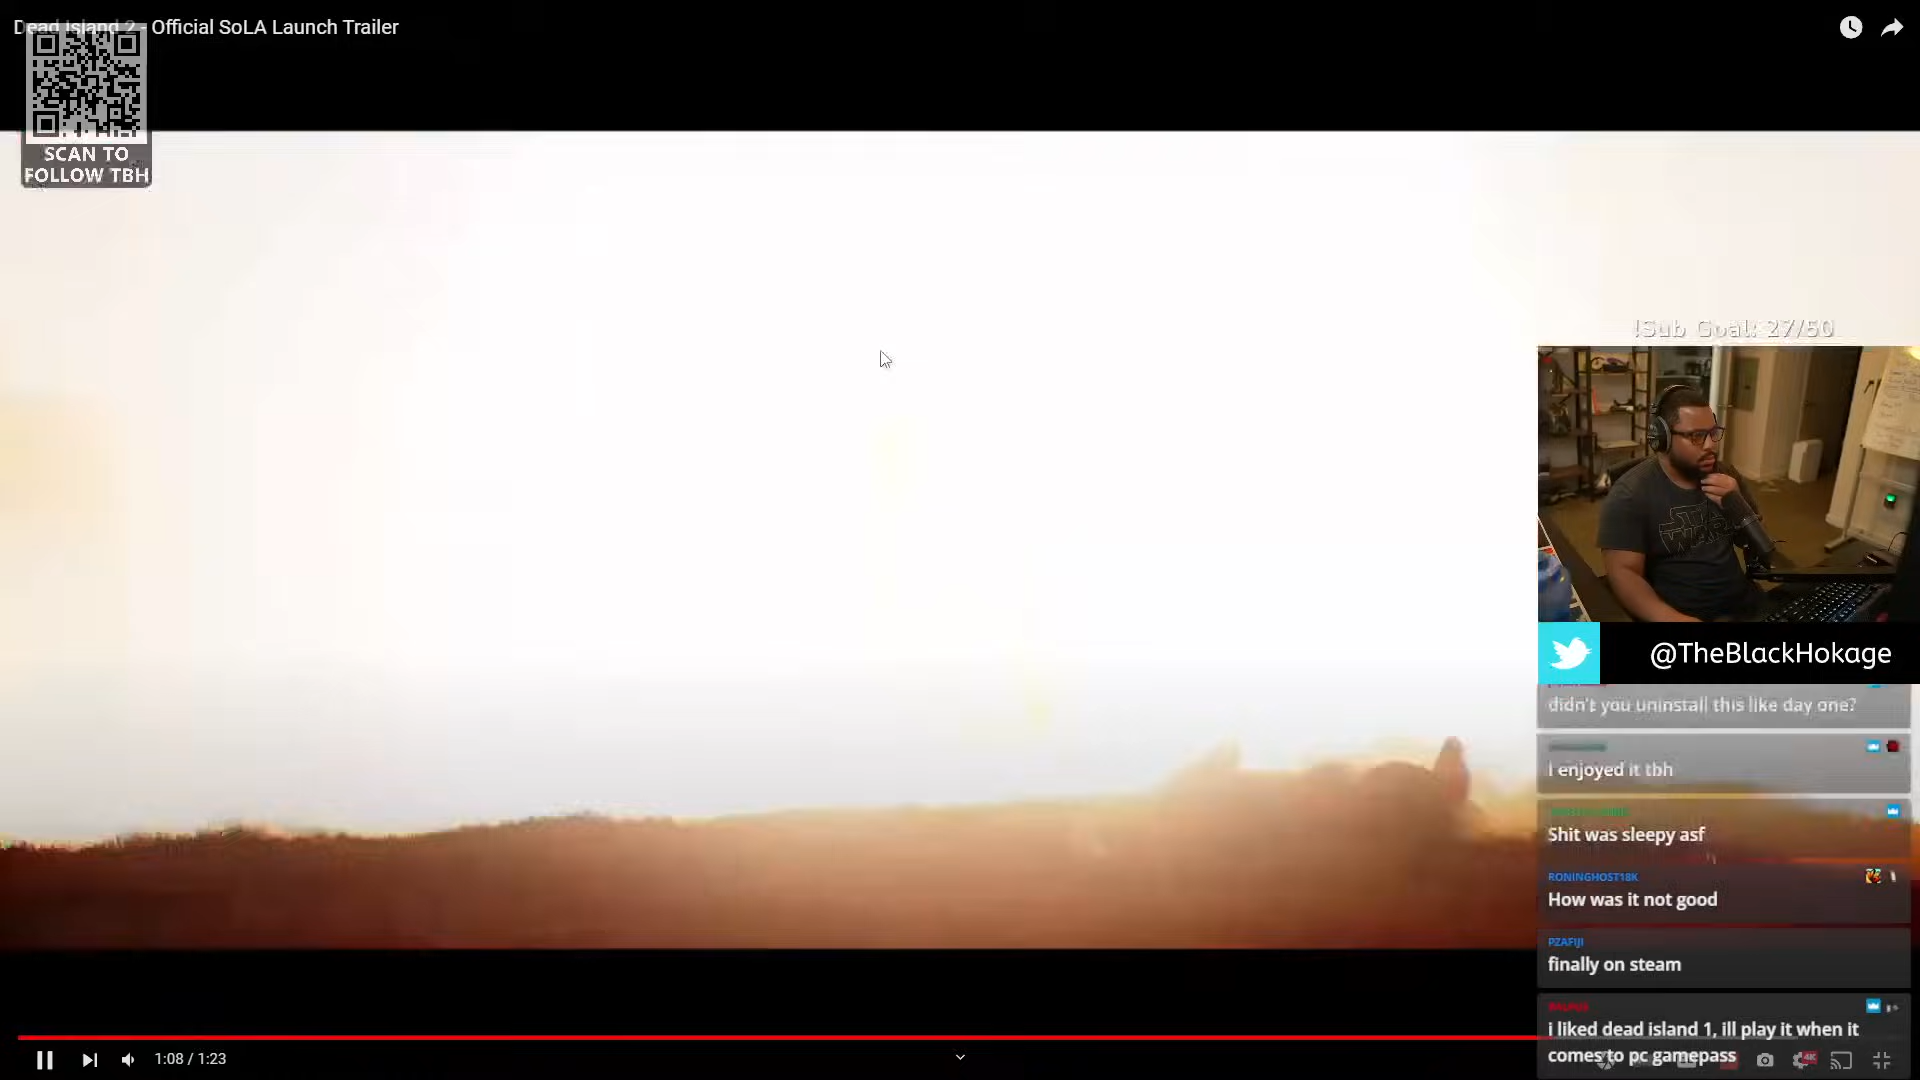 Dead Island 2 - Official SoLA Launch Trailer
SCAN TO
FOLLOW TBH
!Sub Goal: 27/50
STAR
WARS
@TheBlackHokage
didn't you uninstall this like day one?
i enjoyed it tbh
Shit was sleepy asf
RONINGHOST18K
How was it not good
PZAFIJI
finally on steam
i liked dead island 1, ill play it when it
comes to pc gamepass
1:08 / 1:23
4K